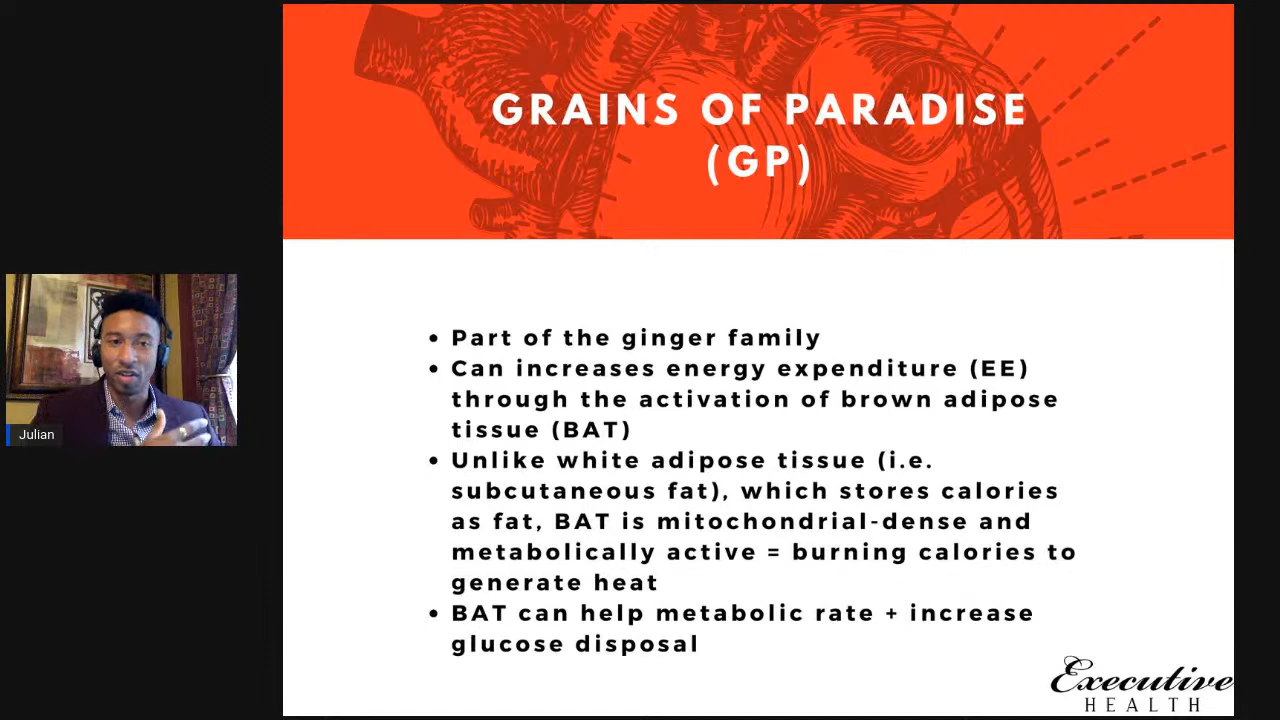 GRAINS OF PARADISE
(GP)
Julian
• Part of the ginger family
• Can increases energy expenditure (EE)
through the activation of brown adipose
tissue (BAT)
• Unlike white adipose tissue (i.e.
subcutaneous fat), which stores calories
as fat, BAT is mitochondrial-dense and
metabolically active = burning calories to
generate heat
• BAT can help metabolic rate + increase
glucose disposal
Executive
HEALTH